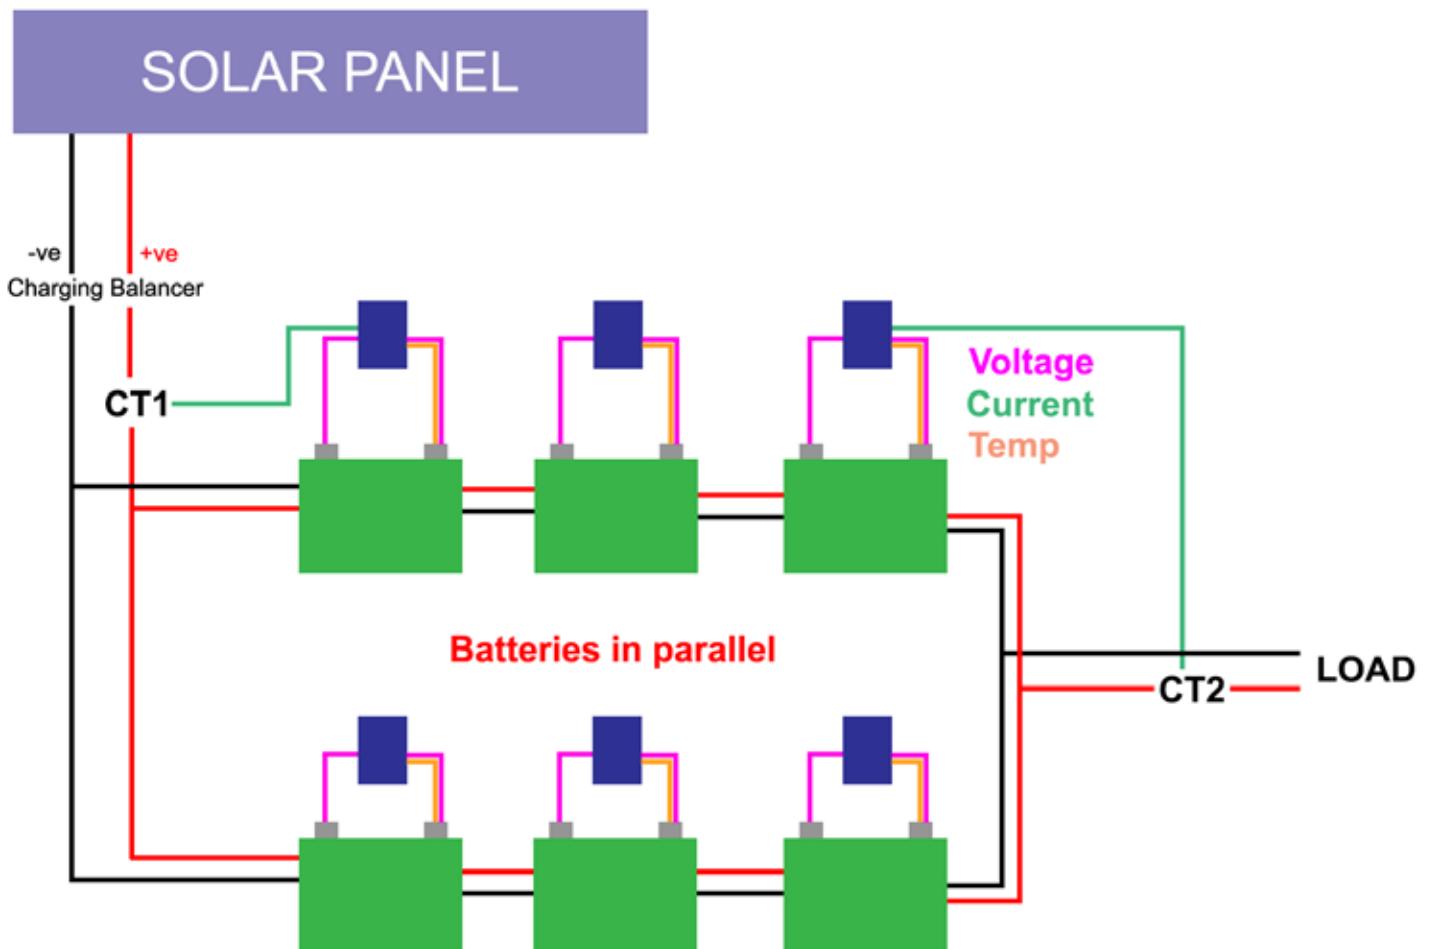 SOLAR PANEL
-ve
+ve
Charging Balancer
CT1
Voltage
Current
Temp
Batteries in parallel
CT2
LOAD